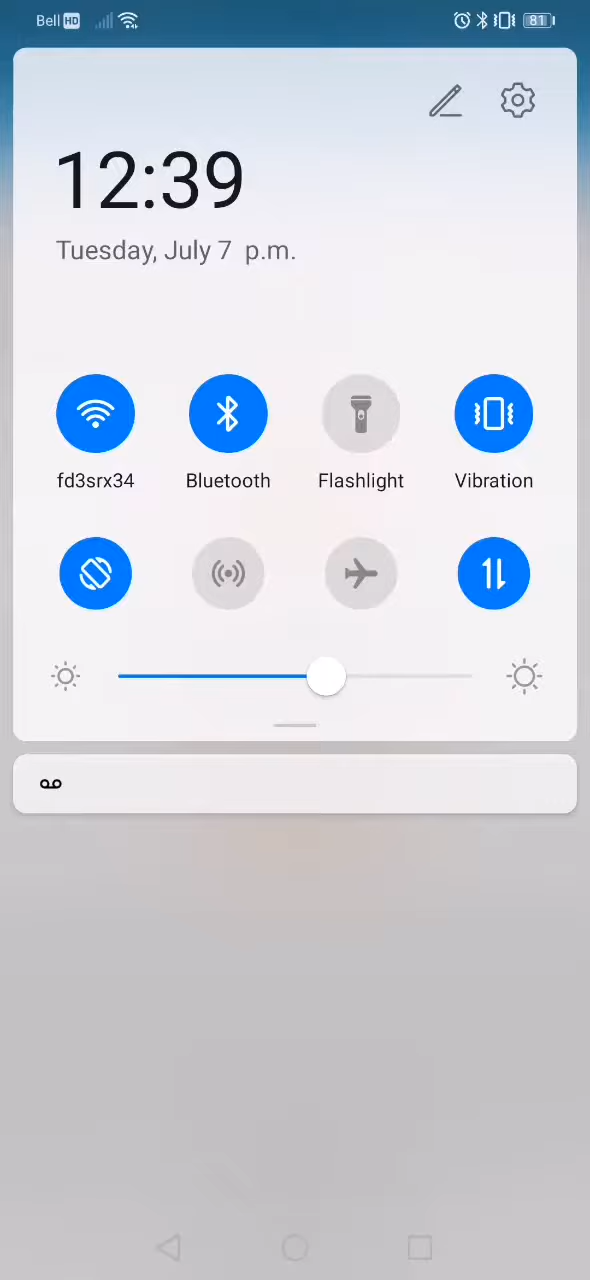 Bell HD 81
12:39
Tuesday, July 7 p.m.
fd3srx34 Bluetooth Flashlight Vibration